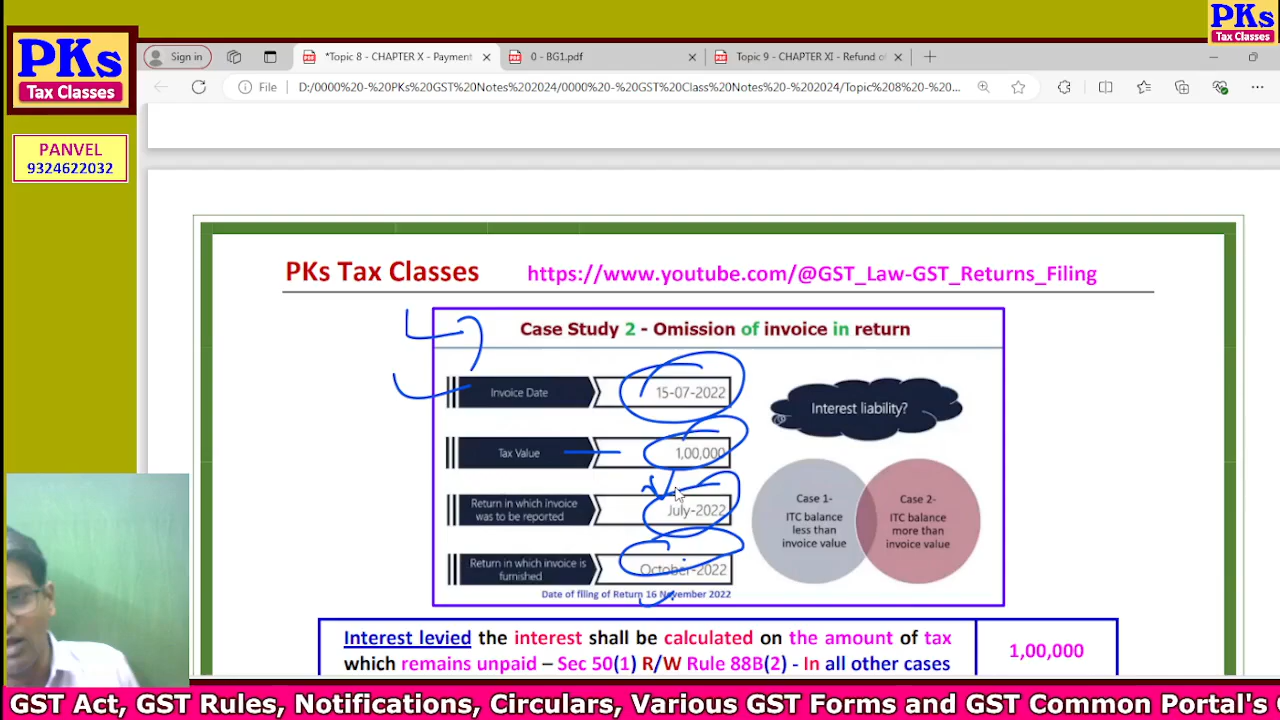 PKs
Tax Classes
PKs
Tax Classes
Sign in
*Topic 8 - CHAPTER X - Payment
0 - BG1.pdf
Topic 9 - CHAPTER XI - Refund of
File
D:/0000%20-%20PKs%20GST%20Notes%202024/0000%20-%20GST%20Class%20Notes%20-%202024/Topic%208%20-%20...
PANVEL
9324622032
PKs Tax Classes
https://www.youtube.com/@GST_Law-GST_Returns_Filing
Case Study 2 - Omission of invoice in return
Invoice Date
15-07-2022
Tax Value
1,00,000
Return in which invoice
was to be reported
July-2022
Return in which invoice is
furnished
October-2022
Date of filing of Return 16 November 2022
Interest liability?
Case 1-
ITC balance
less than
invoice value
Case 2-
ITC balance
more than
invoice value
Interest levied the interest shall be calculated on the amount of tax
which remains unpaid – Sec 50(1) R/W Rule 88B(2) - In all other cases
1,00,000
GST Act, GST Rules, Notifications, Circulars, Various GST Forms and GST Common Portal's